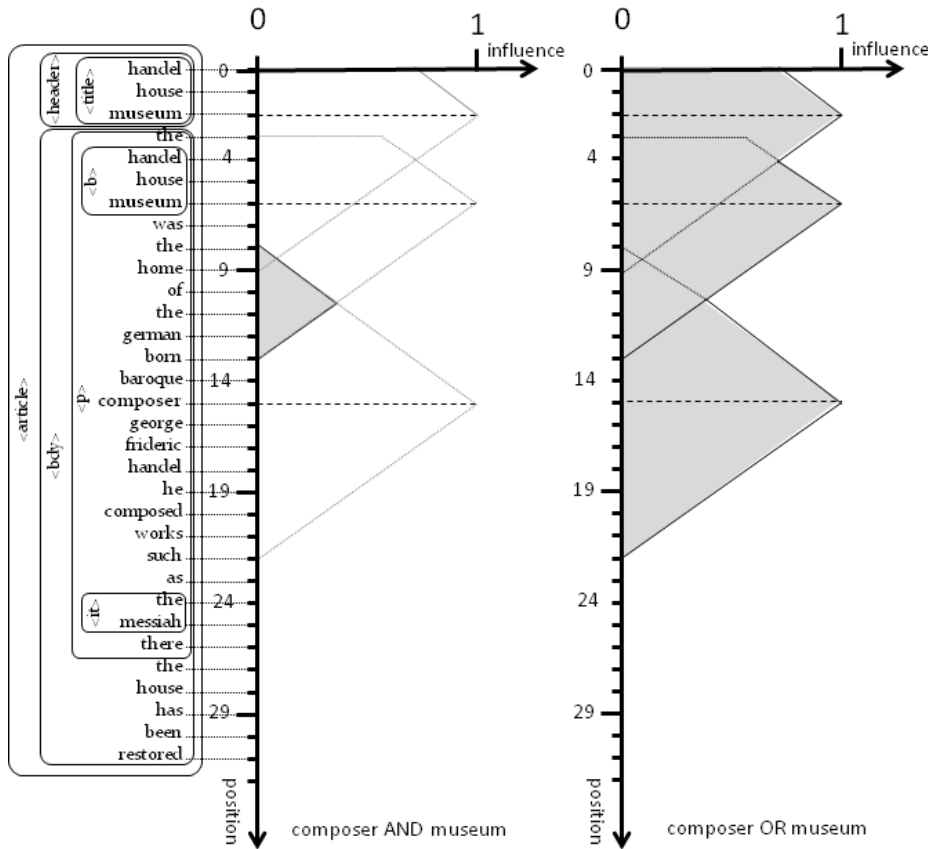 0
1
influence
0
1
influence
<article>
<header>
<title>
handel
0
0
house
museum
<bdy>
<p>
the
<b>
handel
4
4
house
museum
was
the
home
9
9
of
the
german
born
baroque
14
14
composer
george
frideric
handel
he
19
19
composed
works
such
as
<it>
the
24
24
messiah
there
the
house
has
29
29
been
restored
position
position
composer AND museum
composer OR museum